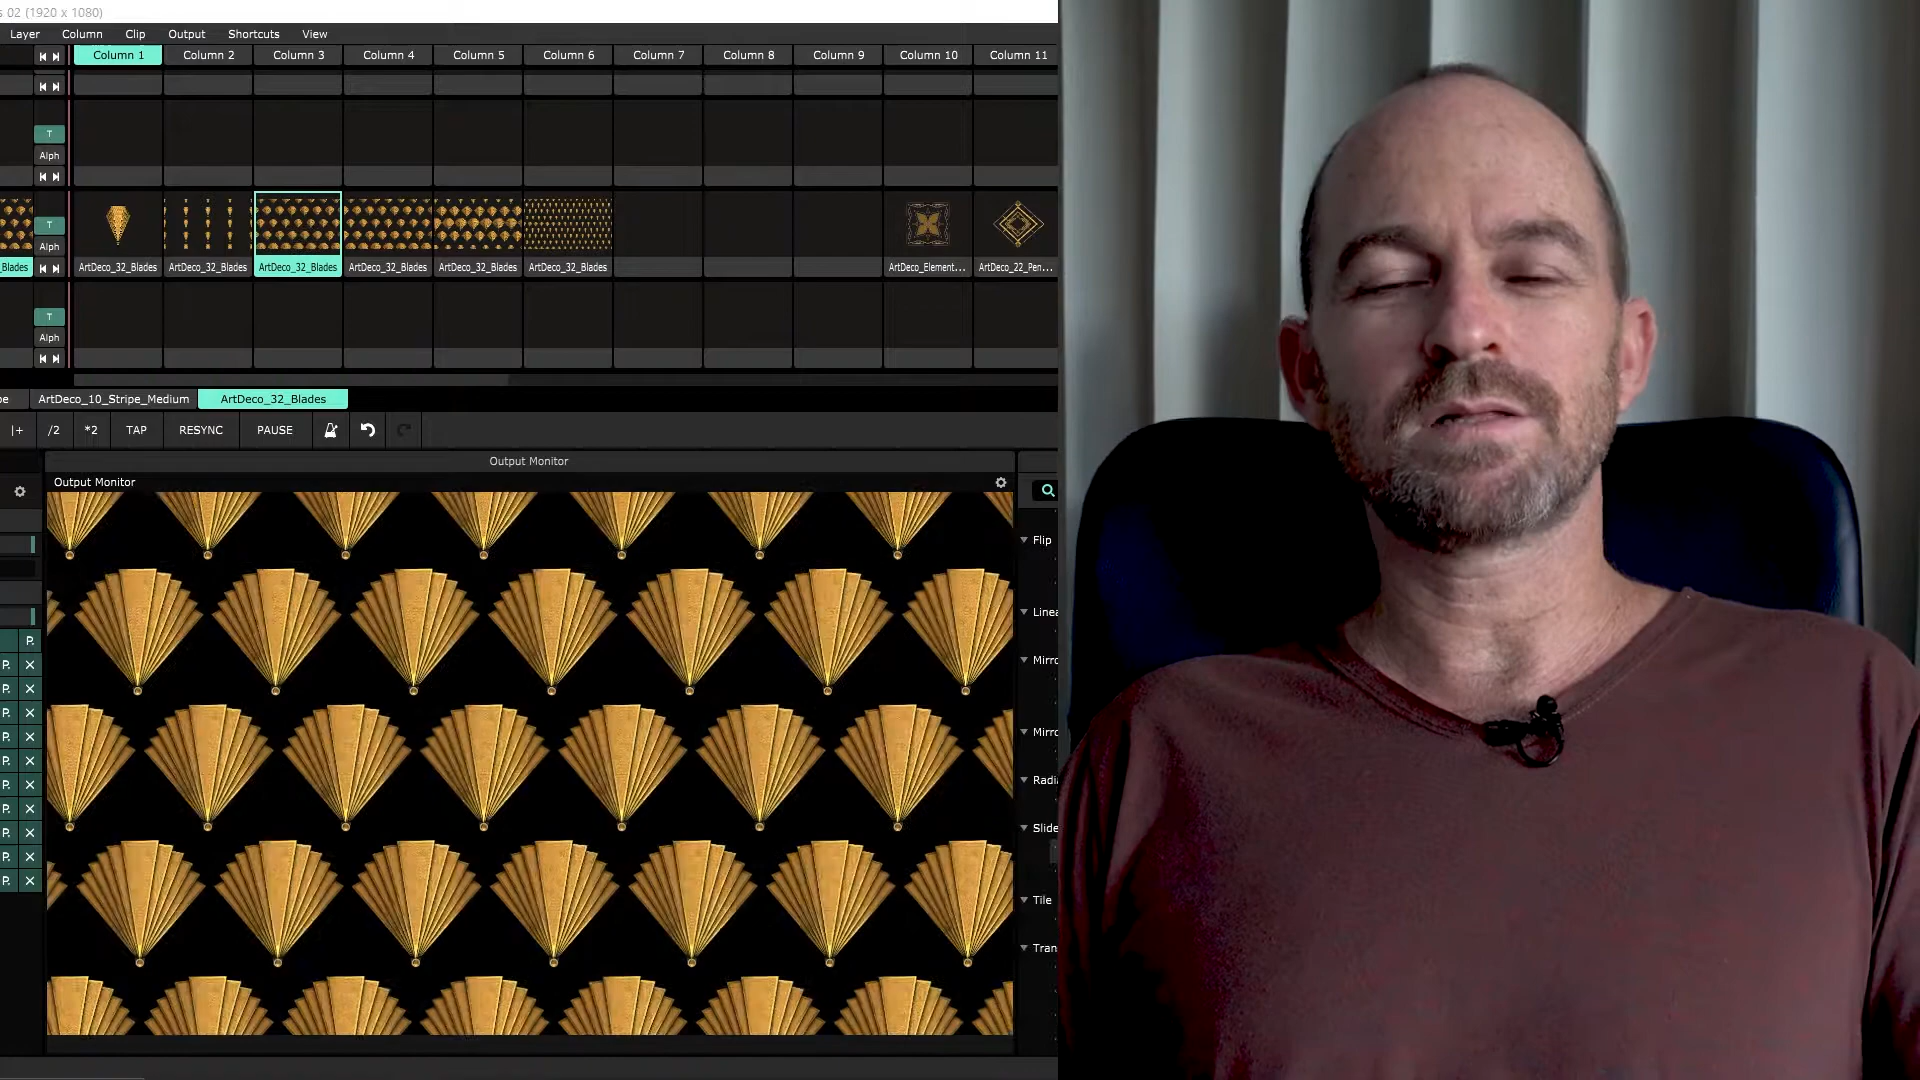 s 02 (1920 x 1080)
Layer Column Clip Output Shortcuts View
Column 1 Column 2 Column 3 Column 4 Column 5 Column 6 Column 7 Column 8 Column 9 Column 10 Column 11
T
Alph
T
Alph
Blades ArtDeco_32_Blades ArtDeco_32_Blades ArtDeco_32_Blades ArtDeco_32_Blades ArtDeco_32_Blades ArtDeco_32_Blades ArtDeco_Element... ArtDeco_22_Pen...
T
Alph
pe ArtDeco_10_Stripe_Medium ArtDeco_32_Blades
|+ /2 *2 TAP RESYNC PAUSE
Output Monitor
Output Monitor
Flip
Linea
P.
P. X
Mirro
P. X
P. X
Mirro
P. X
P. X
Radia
P. X
P. X
Slide
P. X
P. X
P. X
Tile
Tran